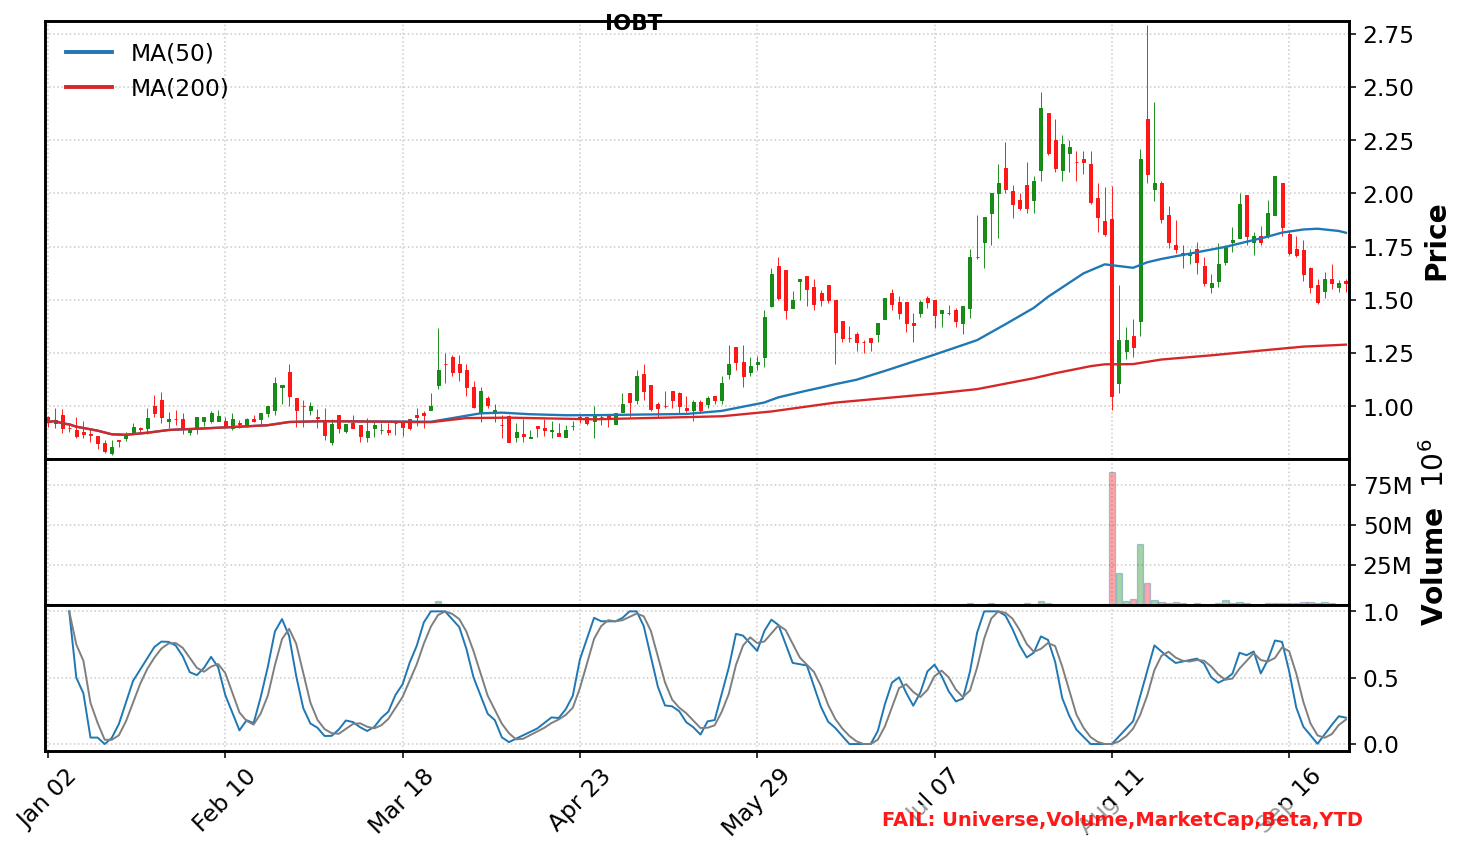 IOBT
MA(50)
MA(200)
2.75
2.50
2.25
2.00
1.75
1.50
1.25
1.00
Price
10^6
75M
50M
25M
Volume
1.0
0.5
0.0
Jan 02
Feb 10
Mar 18
Apr 23
May 29
Jul 07
Aug 11
Sep 16
FAIL: Universe,Volume,MarketCap,Beta,YTD